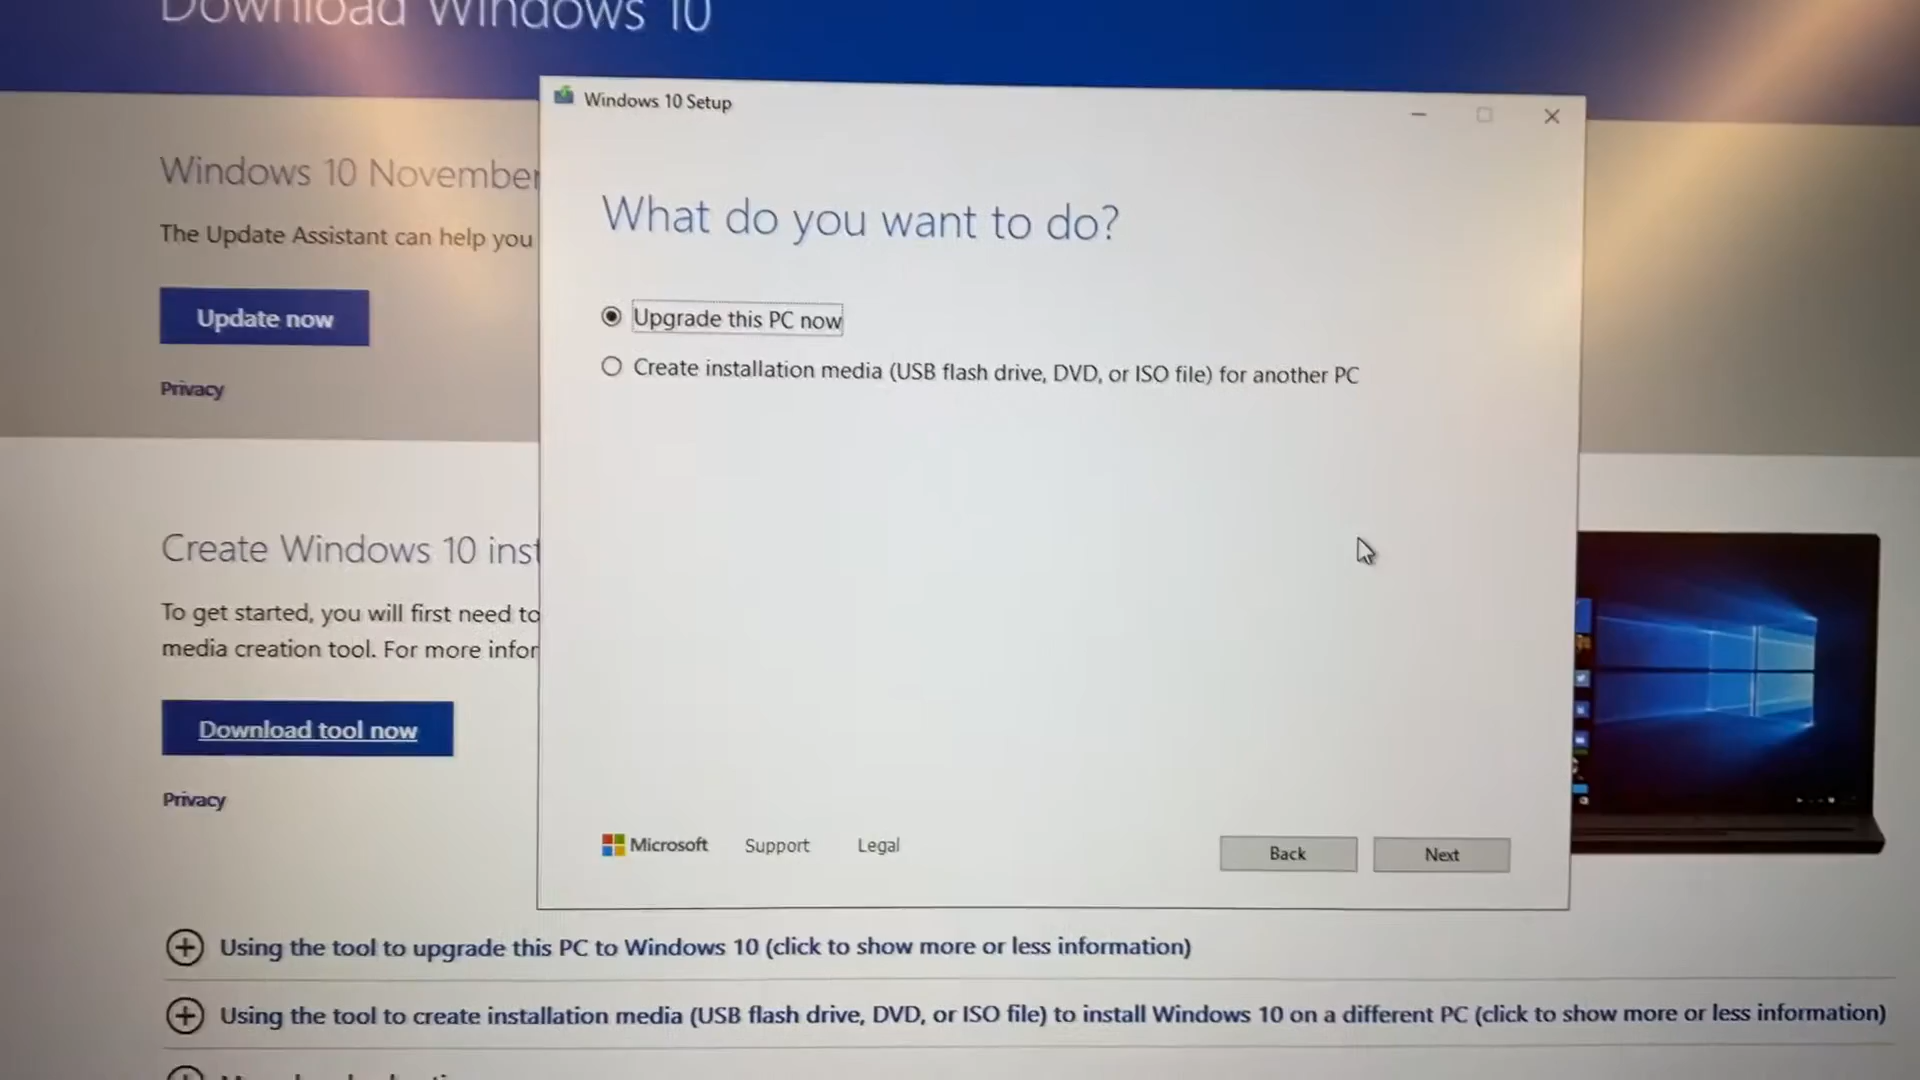 Download Windows 10
Windows 10 Setup
Windows 10 November
The Update Assistant can help you
Update now
Privacy
What do you want to do?
Upgrade this PC now
Create installation media (USB flash drive, DVD, or ISO file) for another PC
Create Windows 10 inst
To get started, you will first need to
media creation tool. For more infor
Download tool now
Privacy
Microsoft
Support
Legal
Back
Next
Using the tool to upgrade this PC to Windows 10 (click to show more or less information)
Using the tool to create installation media (USB flash drive, DVD, or ISO file) to install Windows 10 on a different PC (click to show more or less information)